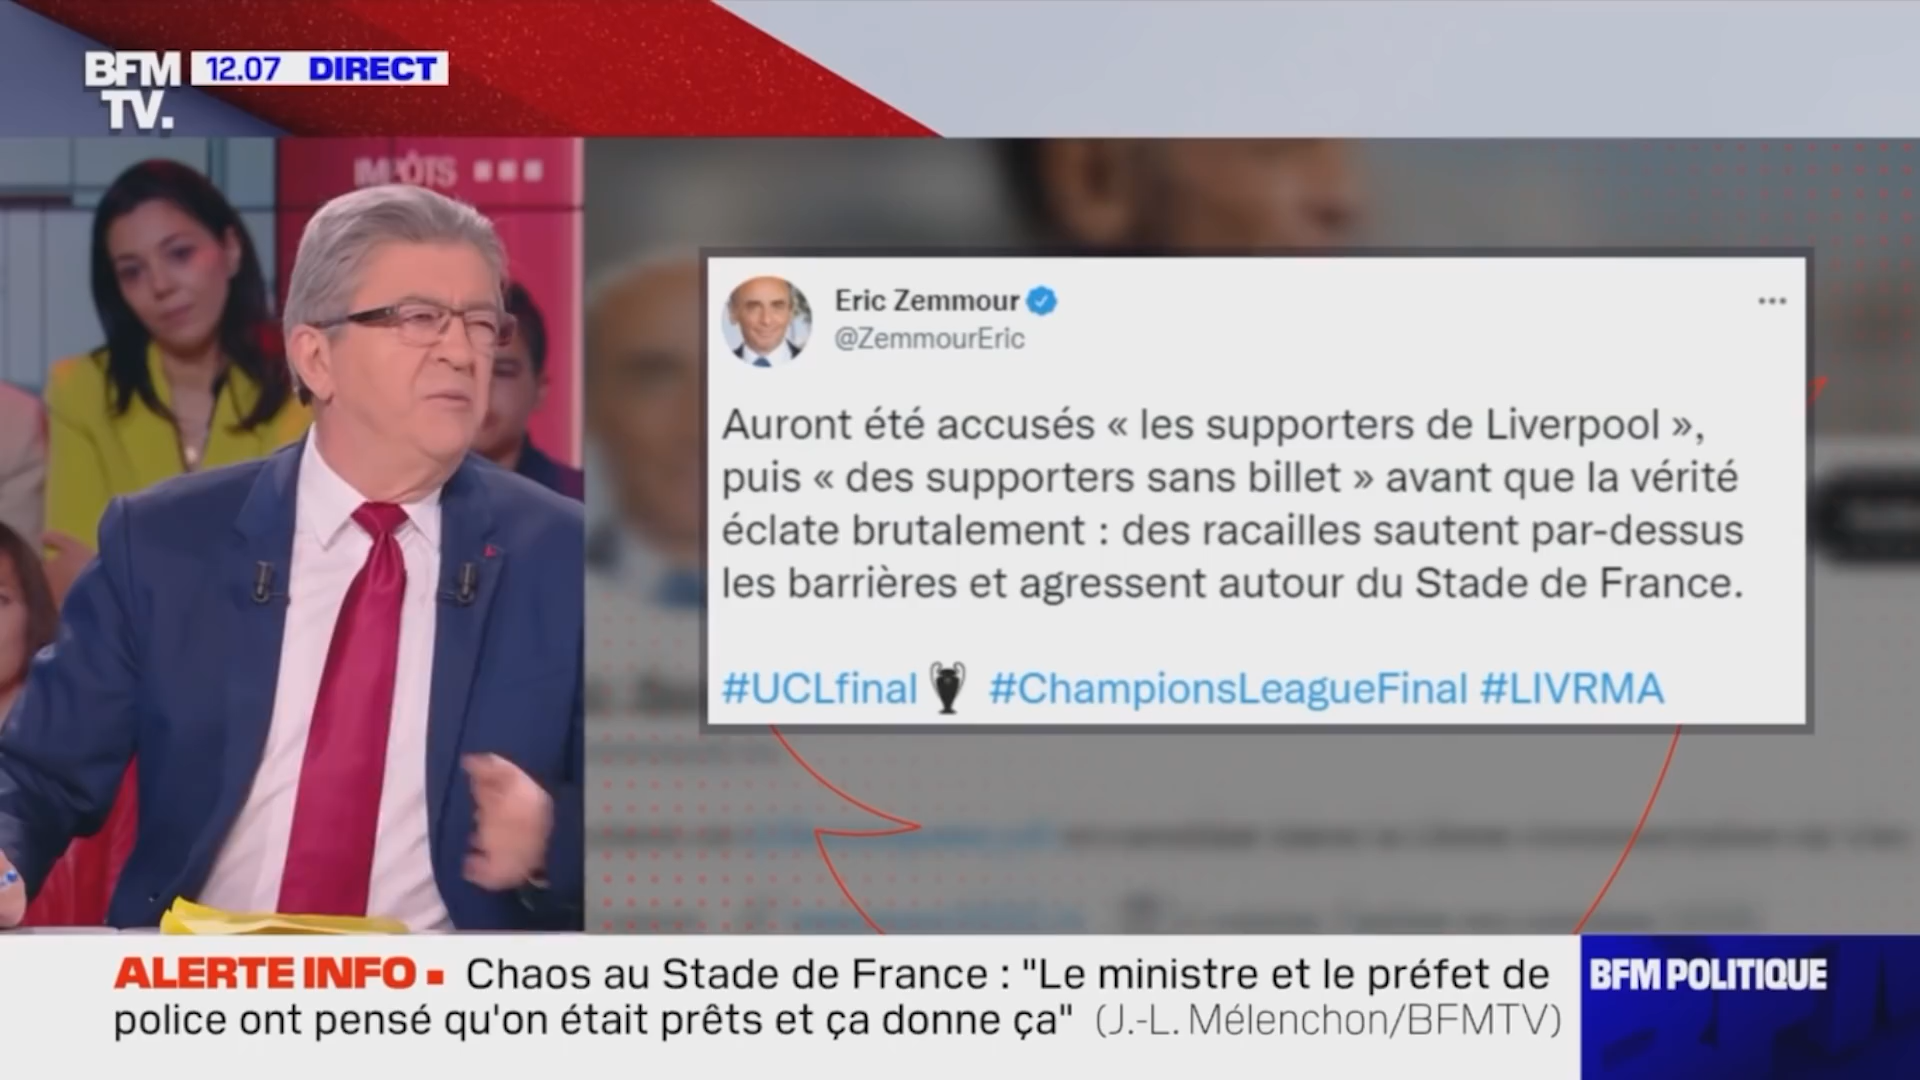 BFM
TV.
12.07 DIRECT
IMPÔTS
Eric Zemmour
@ZemmourEric
Auront été accusés « les supporters de Liverpool »,
puis « des supporters sans billet » avant que la vérité
éclate brutalement : des racailles sautent par-dessus
les barrières et agressent autour du Stade de France.
#UCLfinal #ChampionsLeagueFinal #LIVRMA
ALERTE INFO Chaos au Stade de France : "Le ministre et le préfet de
police ont pensé qu'on était prêts et ça donne ça" (J.-L. Mélenchon/BFMTV)
BFM POLITIQUE